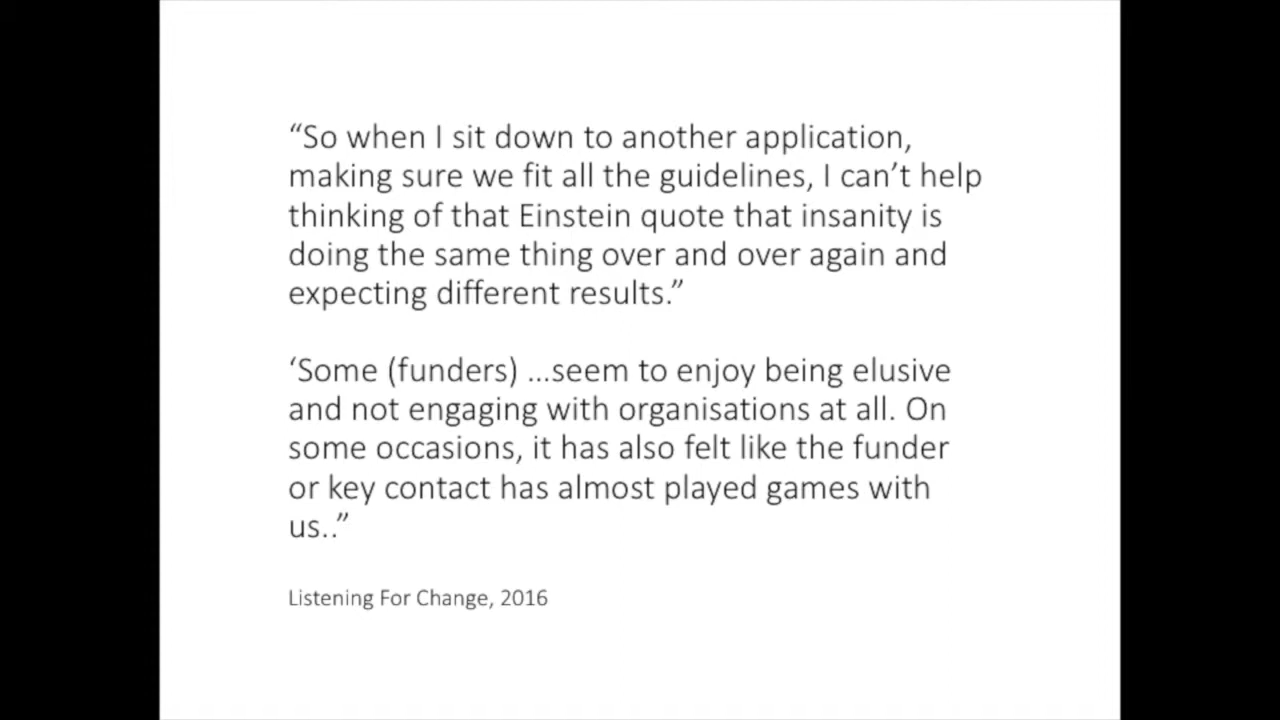 “So when I sit down to another application,
making sure we fit all the guidelines, I can’t help
thinking of that Einstein quote that insanity is
doing the same thing over and over again and
expecting different results.”
‘Some (funders) ...seem to enjoy being elusive
and not engaging with organisations at all. On
some occasions, it has also felt like the funder
or key contact has almost played games with
us..”
Listening For Change, 2016